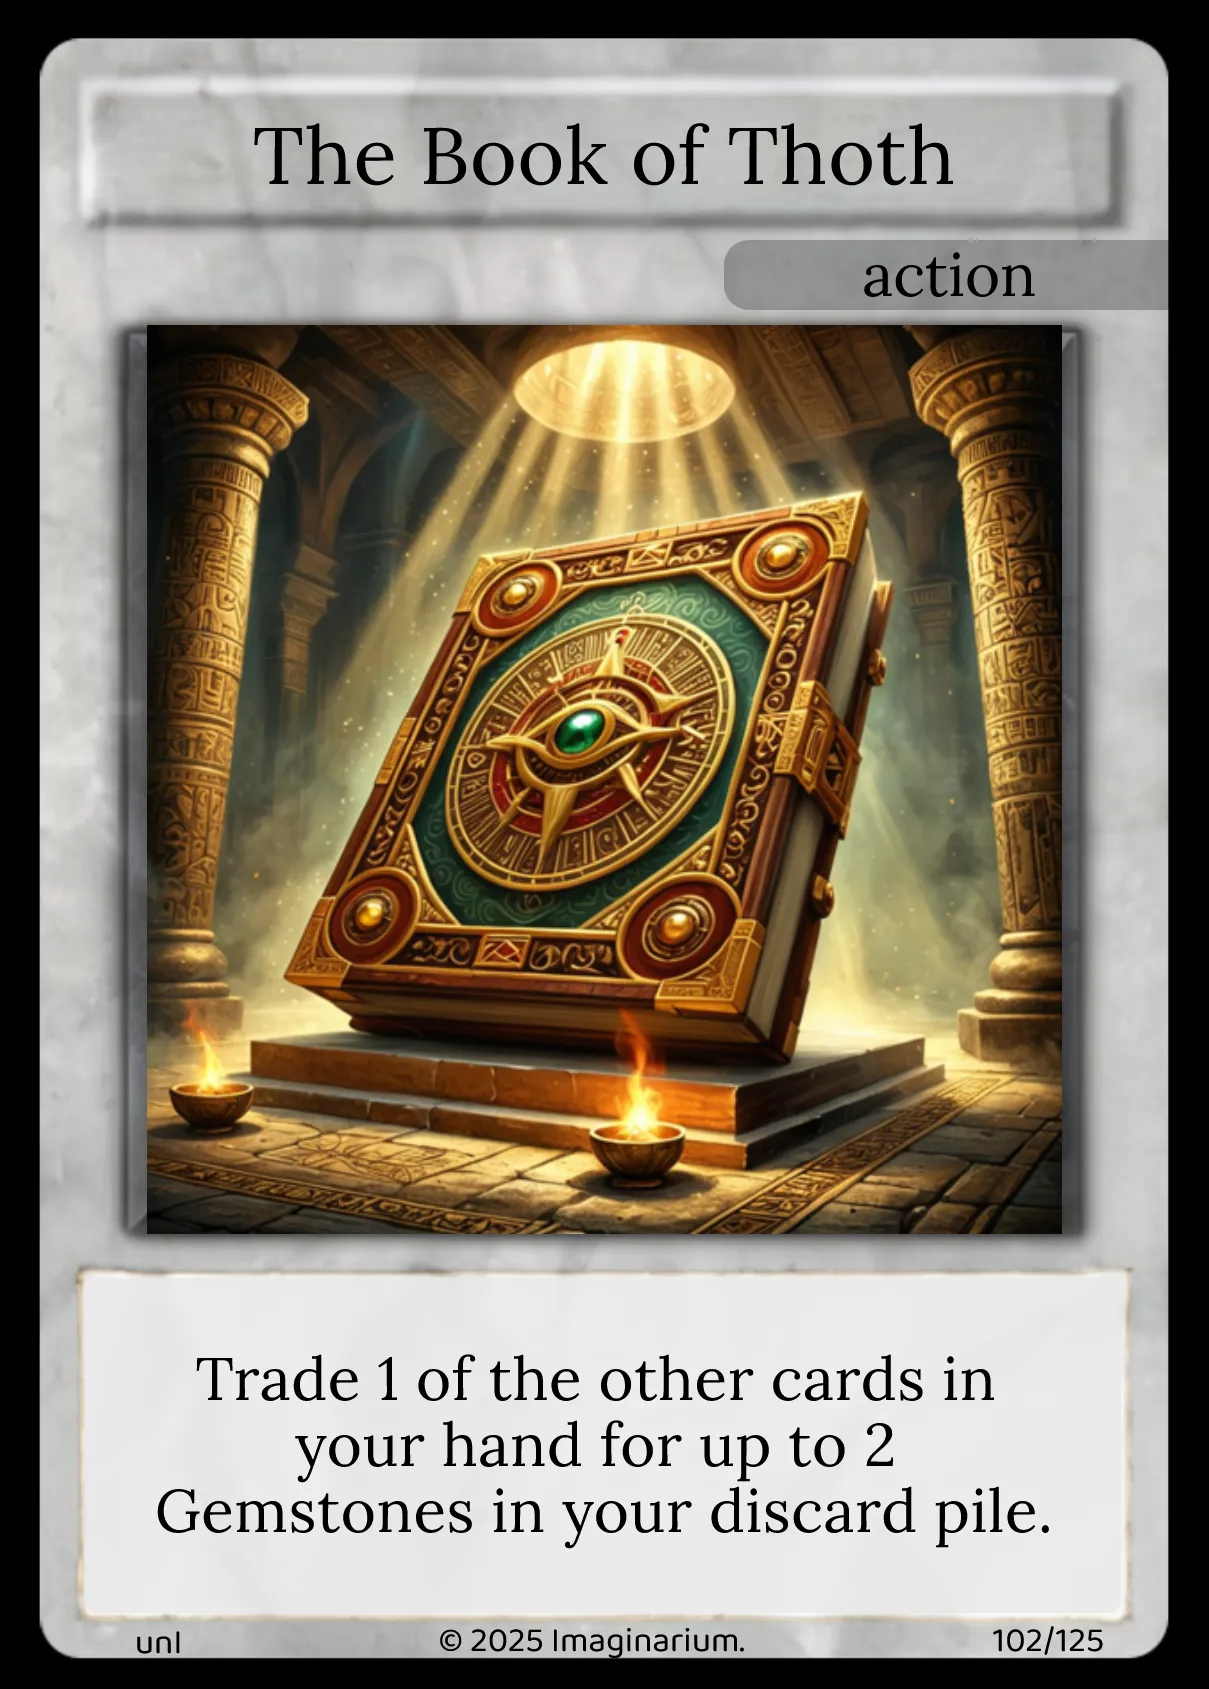 The Book of Thoth
action
Trade 1 of the other cards in
your hand for up to 2
Gemstones in your discard pile.
unl
© 2025 Imaginarium.
102/125